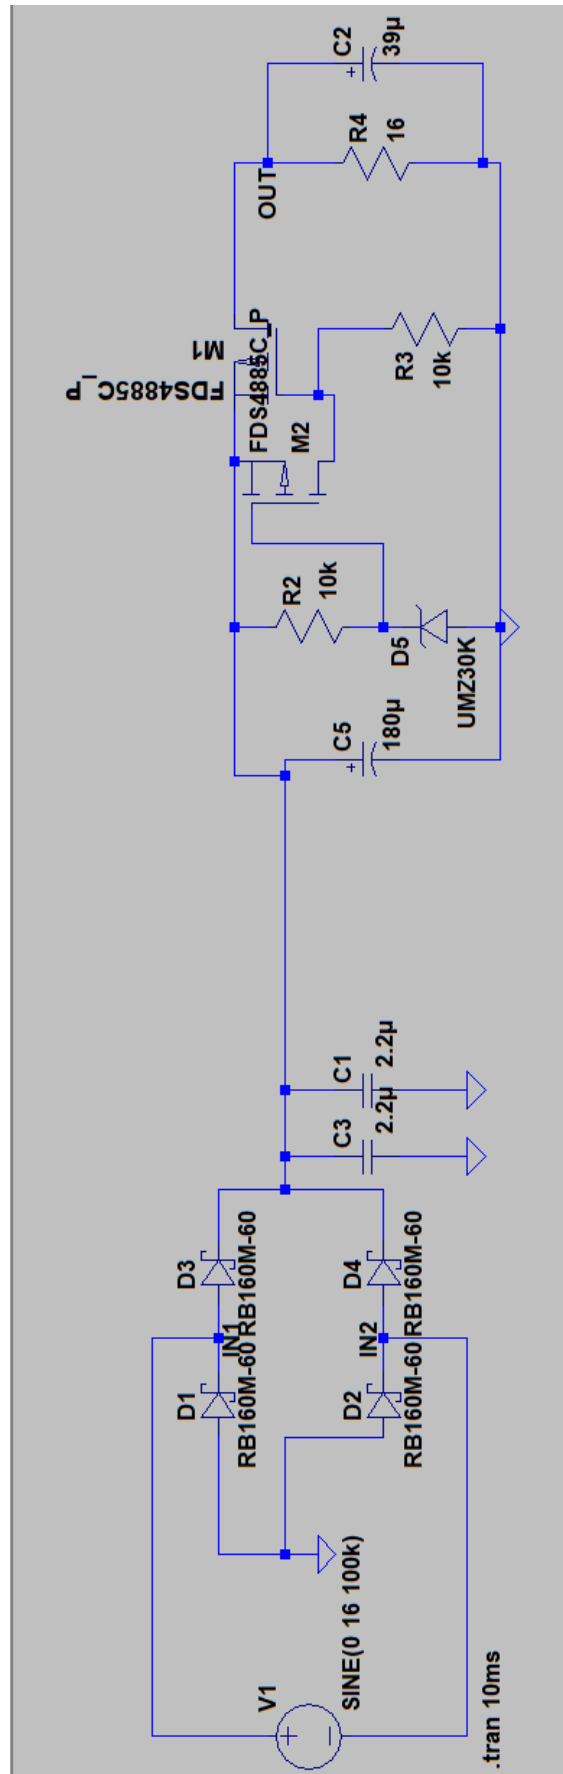 V1
SINE(0 16 100k)
.tran 10ms
D1
RB160M-60
D2
RB160M-60
IN1
IN2
D3
RB160M-60
D4
RB160M-60
C3
2.2µ
C1
2.2µ
C5
180µ
R2
10k
D5
UMZ30K
M2
FDS4885C_P
M1
FDS4885C_P
R3
10k
OUT
R4
16
C2
39µ